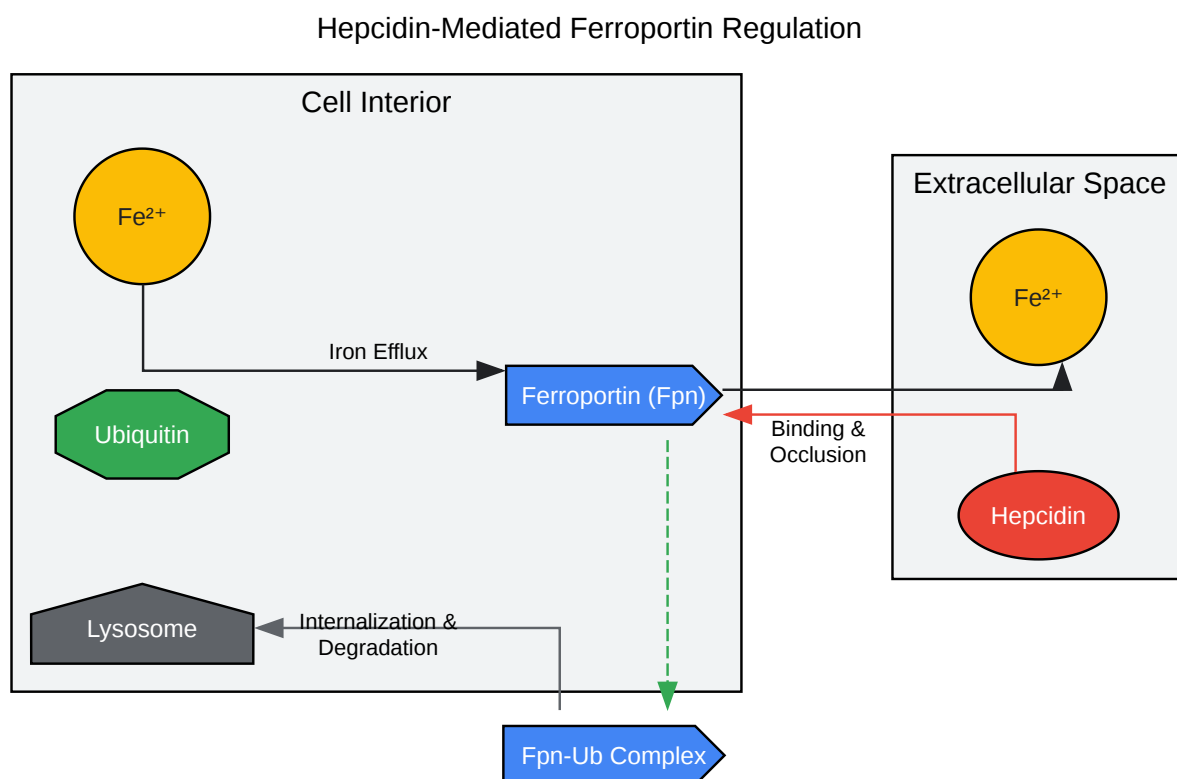 Hepcidin-Mediated Ferroportin Regulation
Cell Interior
Extracellular Space
Fe²⁺
Fe²⁺
Iron Efflux
Ferroportin (Fpn)
Ubiquitin
Binding &
Occlusion
Hepcidin
Lysosome
Internalization &
Degradation
Fpn-Ub Complex